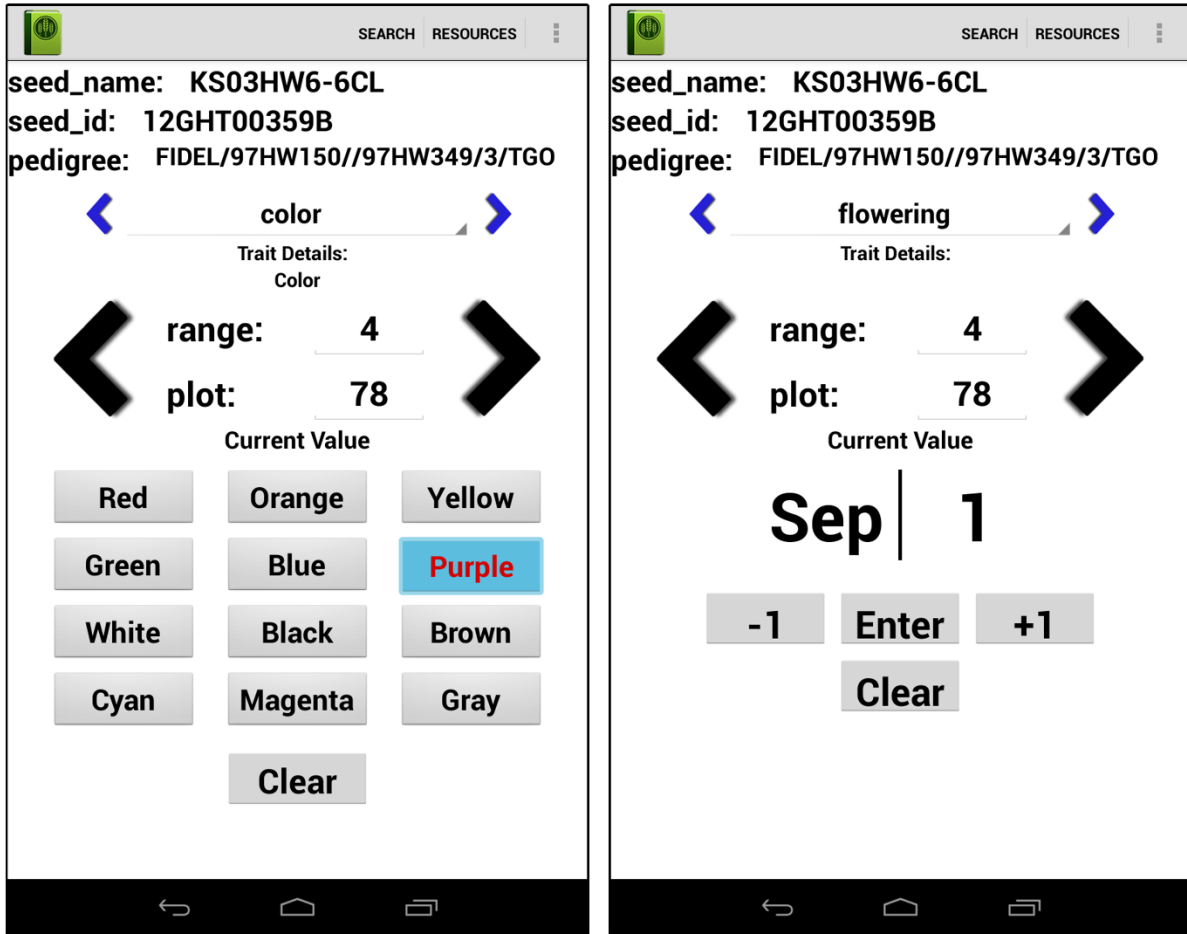 SEARCH RESOURCES
seed_name: KS03HW6-6CL
seed_id: 12GHT00359B
pedigree: FIDEL/97HW150//97HW349/3/TGO
color
Trait Details:
Color
range: 4
plot: 78
Current Value
Red Orange Yellow
Green Blue Purple
White Black Brown
Cyan Magenta Gray
Clear
SEARCH RESOURCES
seed_name: KS03HW6-6CL
seed_id: 12GHT00359B
pedigree: FIDEL/97HW150//97HW349/3/TGO
flowering
Trait Details:
range: 4
plot: 78
Current Value
Sep 1
-1 Enter +1
Clear